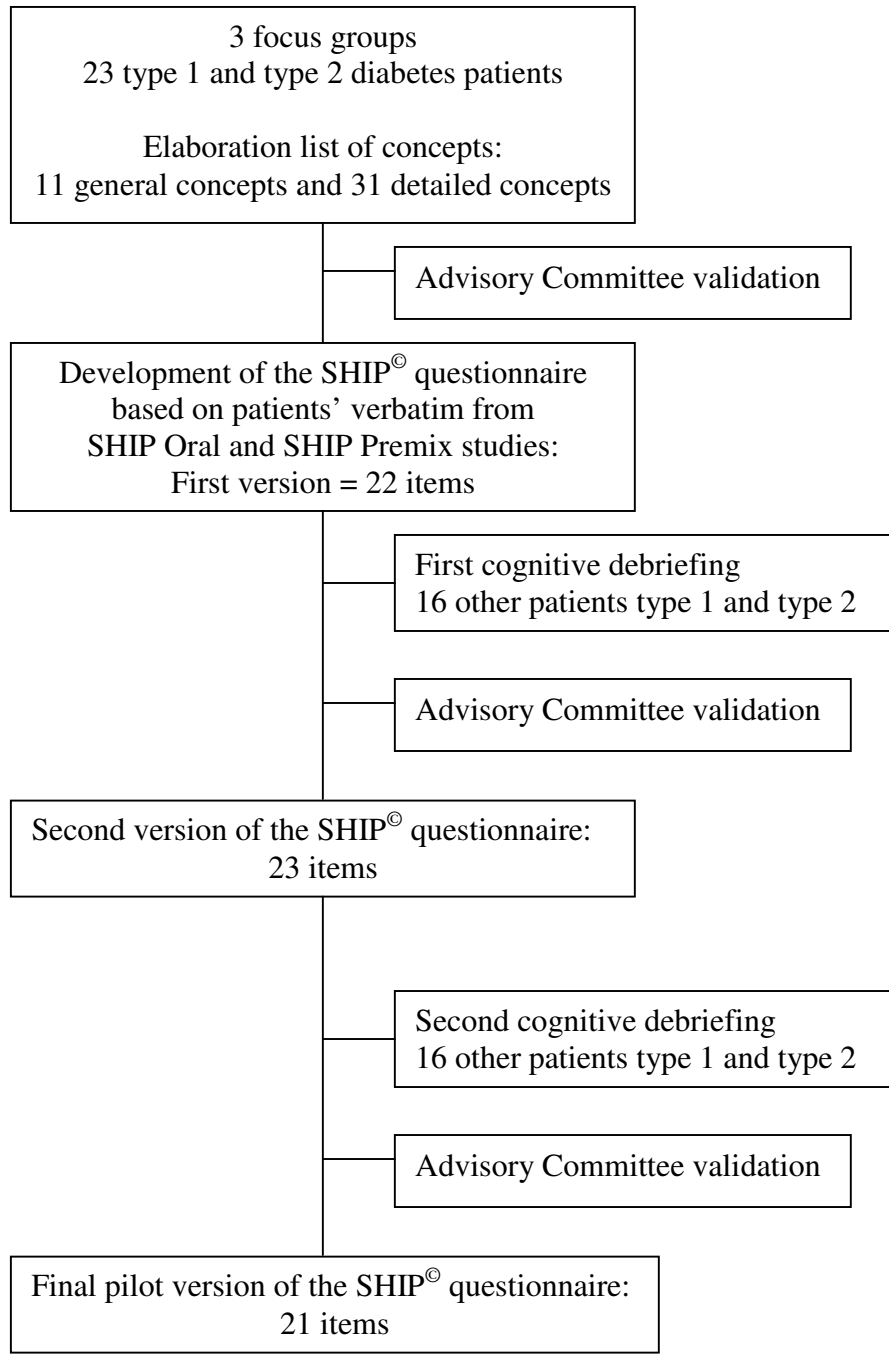 3 focus groups
23 type 1 and type 2 diabetes patients
Elaboration list of concepts:
11 general concepts and 31 detailed concepts
Advisory Committee validation
Development of the SHIP© questionnaire
based on patients’ verbatim from
SHIP Oral and SHIP Premix studies:
First version = 22 items
First cognitive debriefing
16 other patients type 1 and type 2
Advisory Committee validation
Second version of the SHIP© questionnaire:
23 items
Second cognitive debriefing
16 other patients type 1 and type 2
Advisory Committee validation
Final pilot version of the SHIP© questionnaire:
21 items